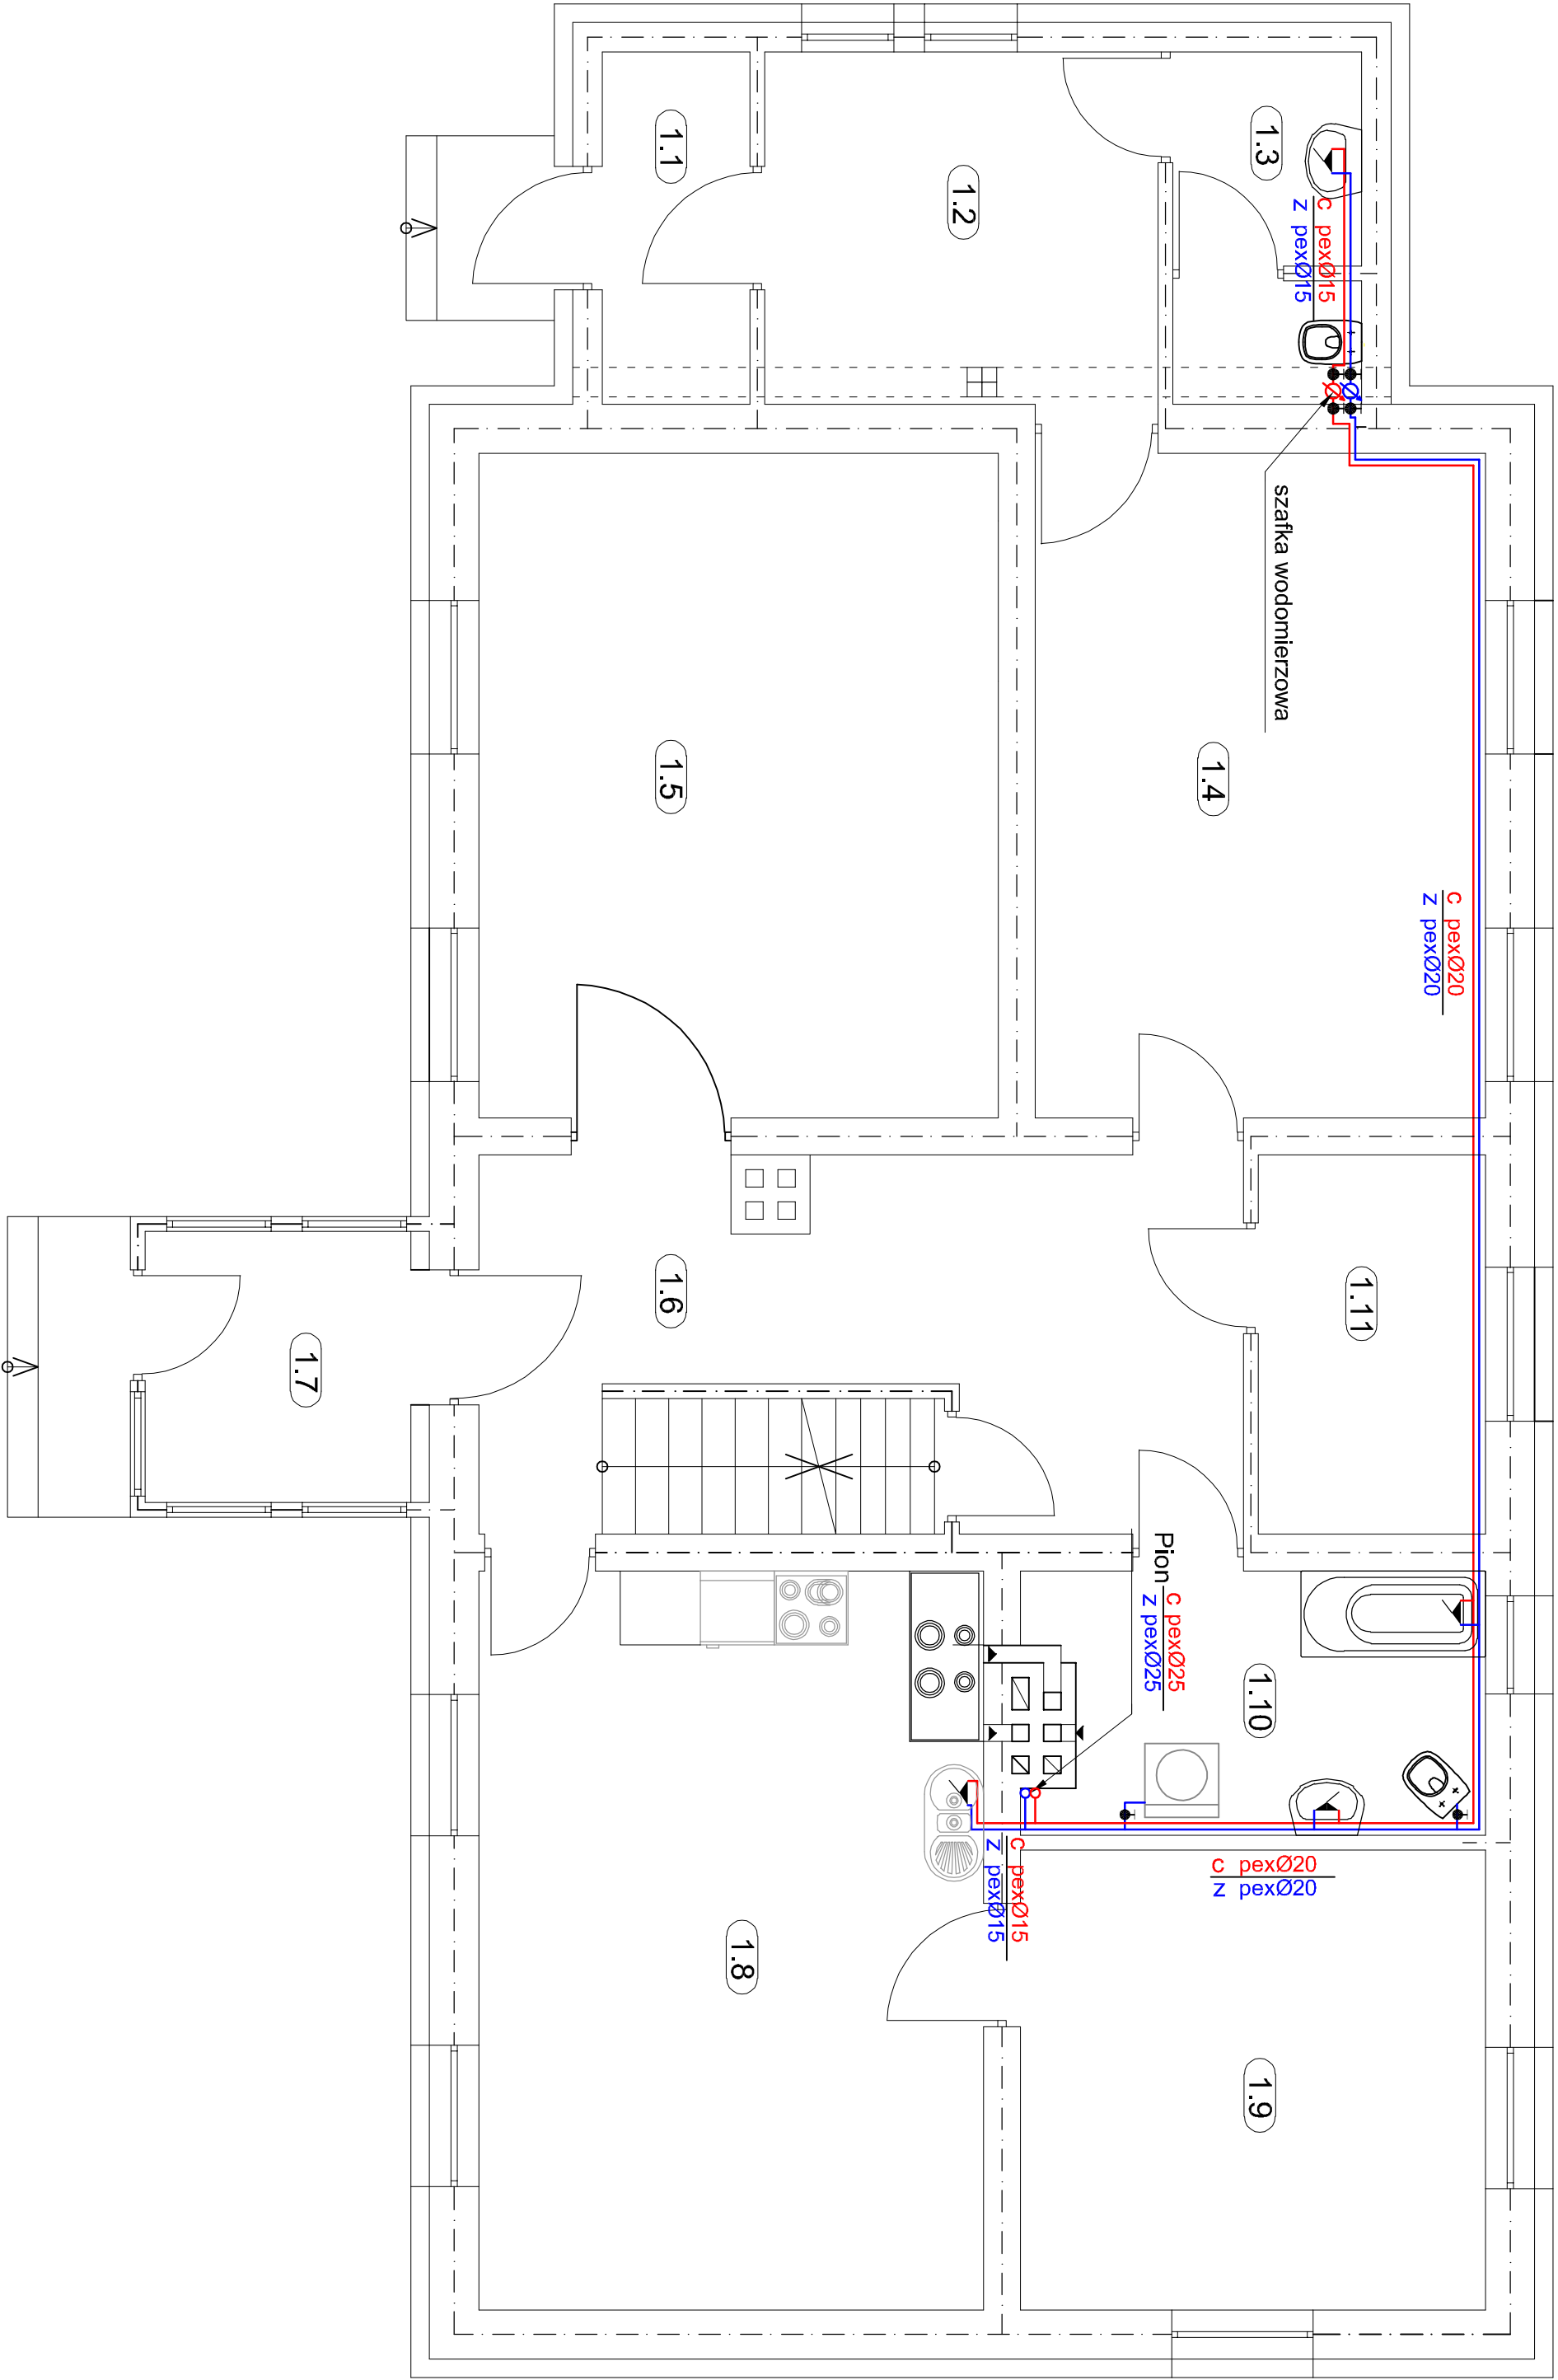 1.1
1.2
1.3
c pexØ15
z pexØ15
szafka wodomierzowa
1.4
1.5
c pexØ20
z pexØ20
1.6
1.7
1.11
Pion
c pexØ25
z pexØ25
1.10
c pexØ20
z pexØ20
c pexØ15
z pexØ15
1.8
1.9